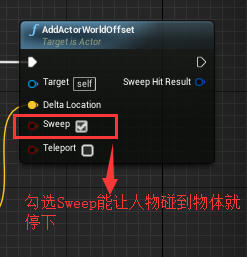 AddActorWorldOffset
Target is Actor
Target self
Sweep Hit Result
Delta Location
Sweep
Teleport
勾选Sweep能让人物碰到物体就
停下